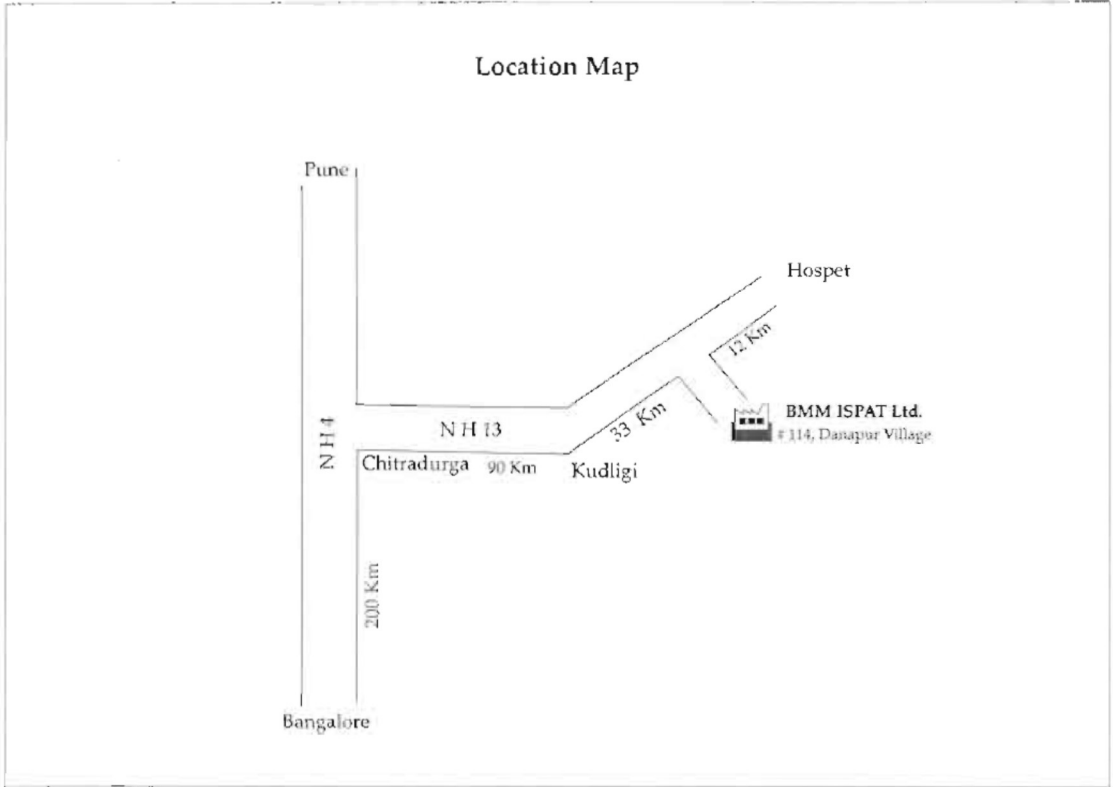 Location Map
Pune
Hospet
12 Km
BMM ISPAT Ltd.
# 114, Danapur Village
33 Km
N H 13
N H 4
Chitradurga
90 Km
Kudligi
200 Km
Bangalore